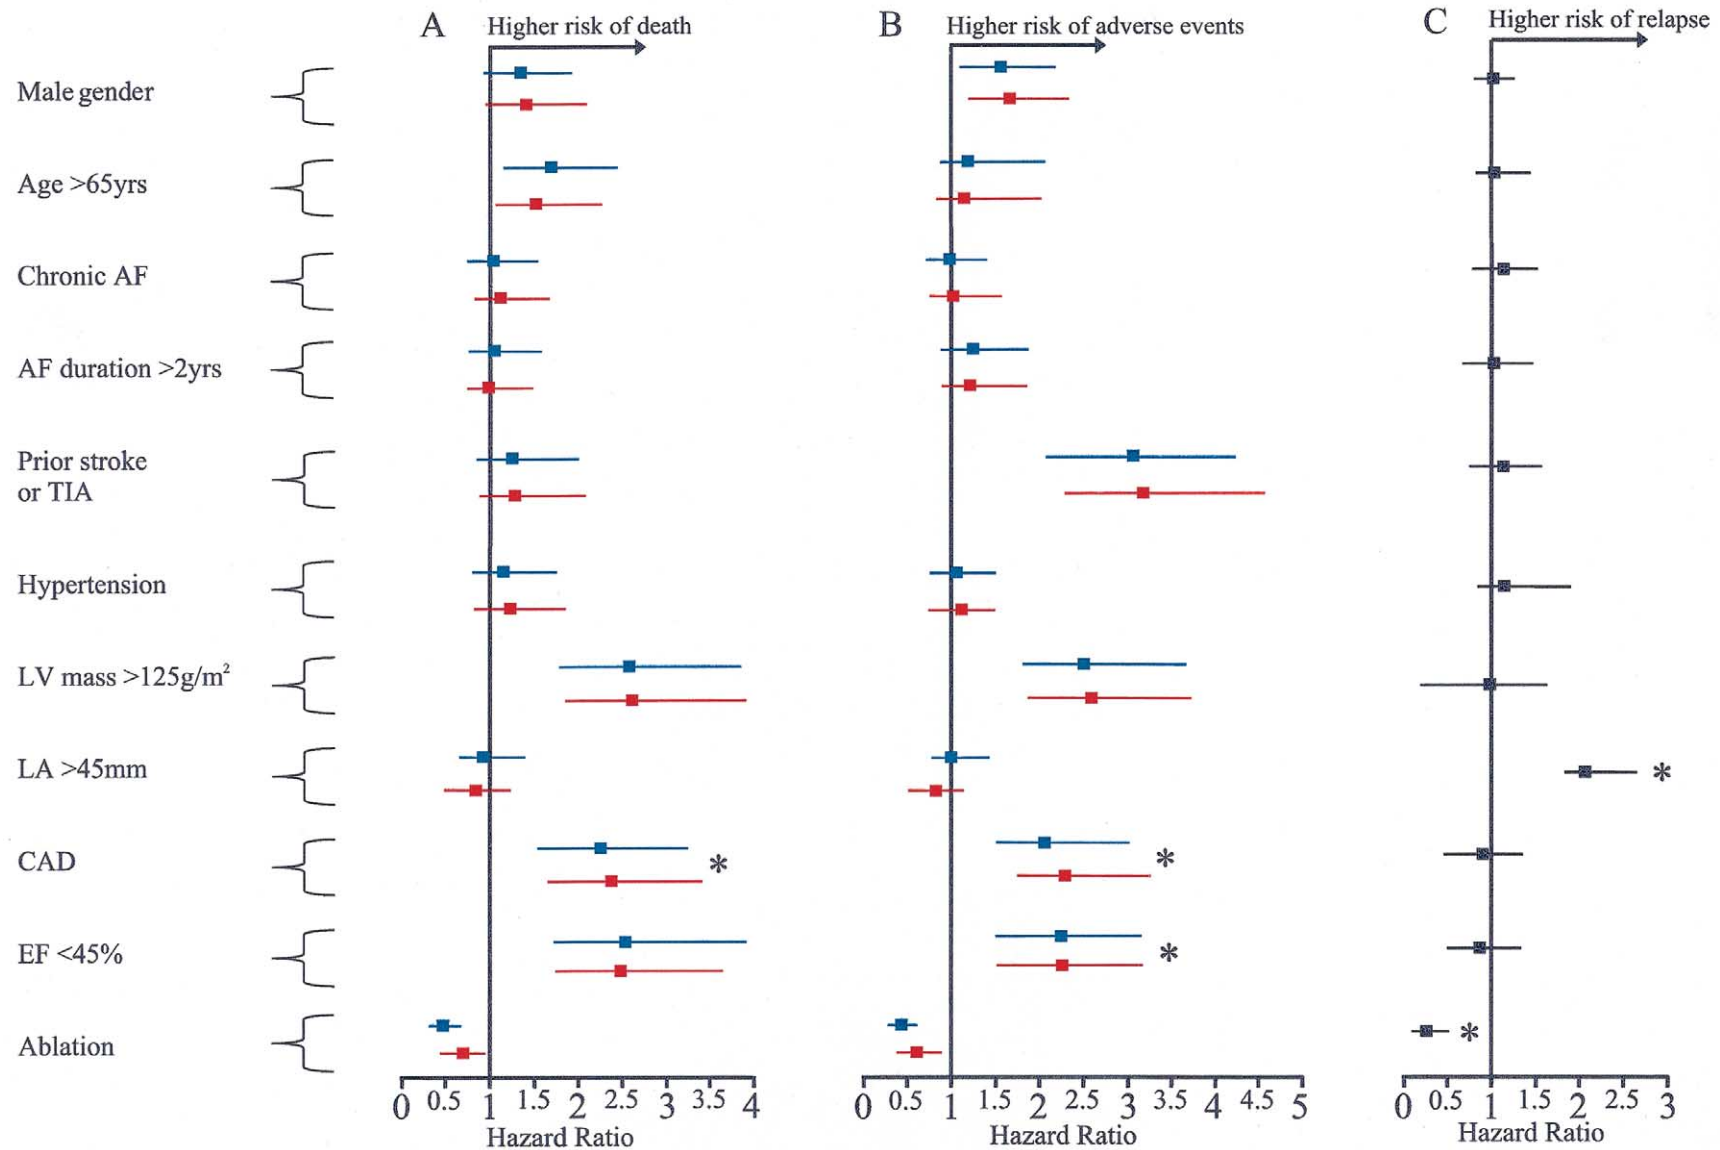 A Higher risk of death
B Higher risk of adverse events
C Higher risk of relapse
Male gender
Age >65yrs
Chronic AF
AF duration >2yrs
Prior stroke
or TIA
Hypertension
LV mass >125g/m²
LA >45mm
*
CAD
* *
EF <45%
*
Ablation
*
0 0.5 1 1.5 2 2.5 3 3.5 4
Hazard Ratio
0 0.5 1 1.5 2 2.5 3 3.5 4 4.5 5
Hazard Ratio
0 0.5 1 1.5 2 2.5 3
Hazard Ratio